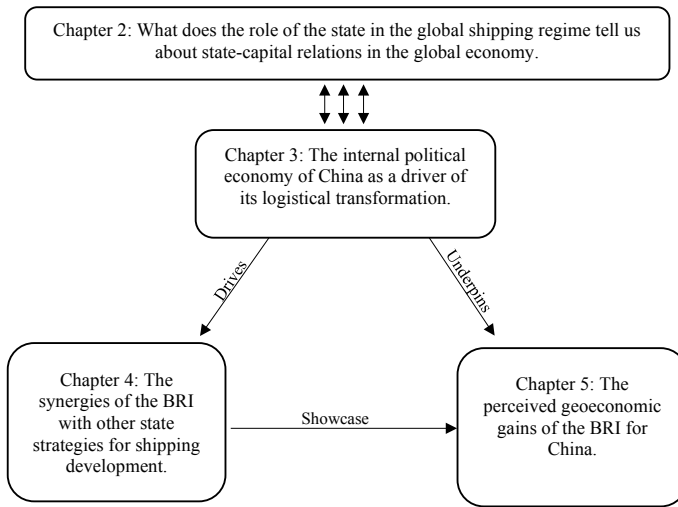 Chapter 2: What does the role of the state in the global shipping regime tell us
about state-capital relations in the global economy.
Chapter 3: The internal political
economy of China as a driver of
its logistical transformation.
Drives
Underpins
Chapter 4: The
synergies of the BRI
with other state
strategies for shipping
development.
Showcase
Chapter 5: The
perceived geoeconomic
gains of the BRI for
China.